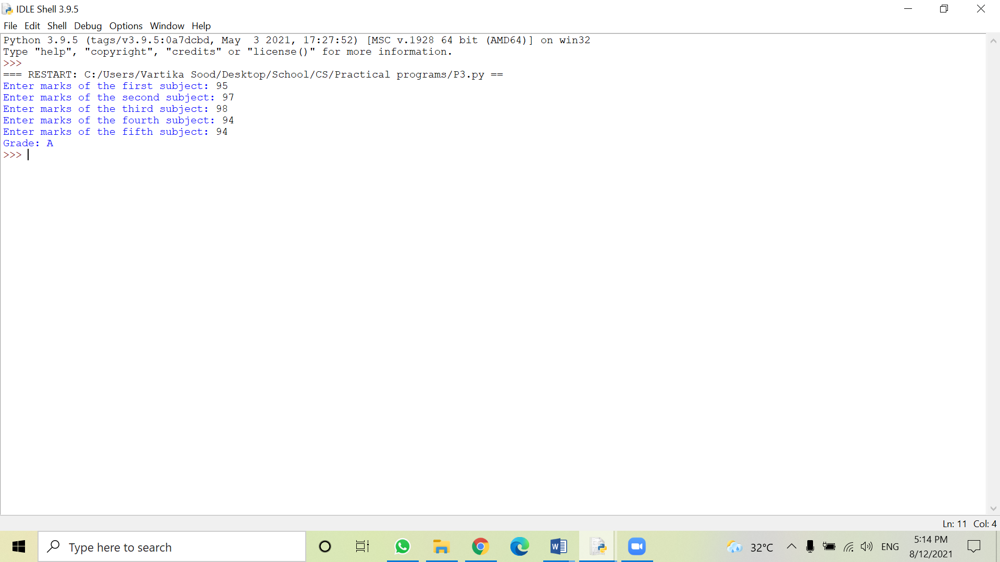 IDLE Shell 3.9.5
File Edit Shell Debug Options Window Help
Python 3.9.5 (tags/v3.9.5:0a7dcbd, May  3 2021, 17:27:52) [MSC v.1928 64 bit (AMD64)] on win32
Type "help", "copyright", "credits" or "license()" for more information.
>>>
=== RESTART: C:/Users/Vartika Sood/Desktop/School/CS/Practical programs/P3.py ==
Enter marks of the first subject: 95
Enter marks of the second subject: 97
Enter marks of the third subject: 98
Enter marks of the fourth subject: 94
Enter marks of the fifth subject: 94
Grade: A
>>>
Ln: 11 Col: 4
Type here to search
W
32°C
ENG
5:14 PM
8/12/2021